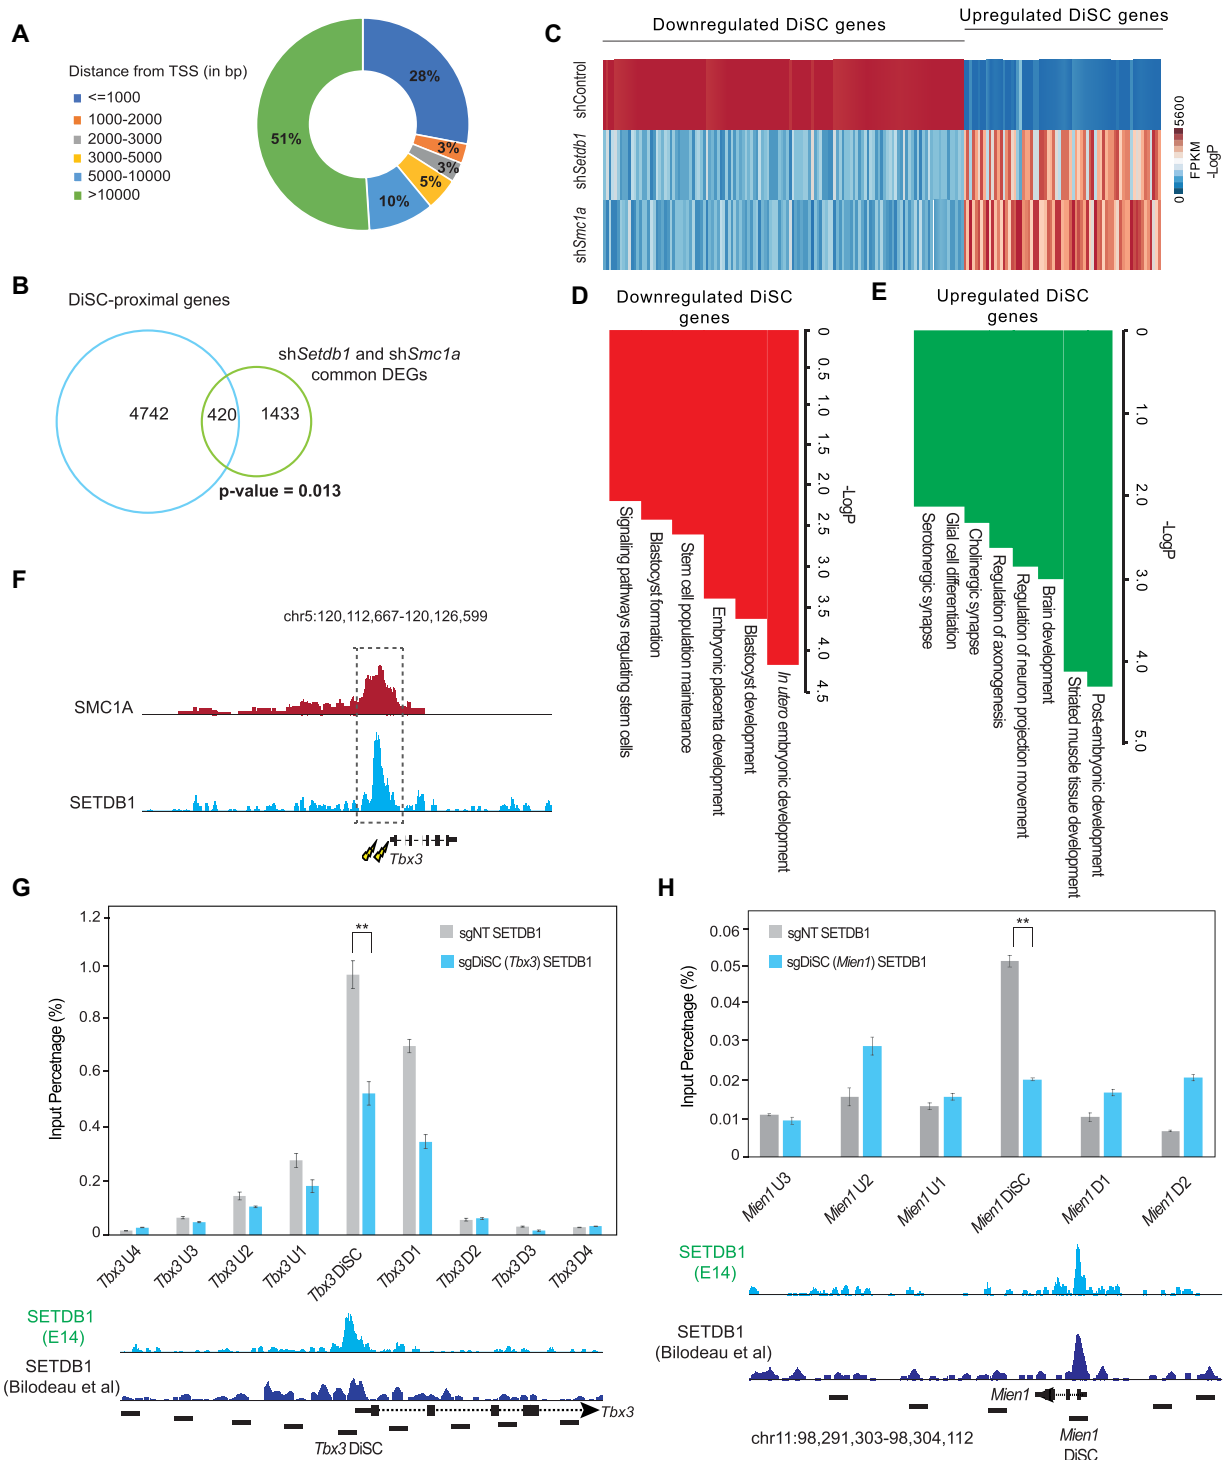 A
Distance from TSS (in bp)
<=1000
1000-2000
2000-3000
3000-5000
5000-10000
>10000
28%
3%
3%
5%
10%
51%
B
DiSC-proximal genes
shSetdb1 and shSmc1a
common DEGs
4742
420
1433
p-value = 0.013
C
Downregulated DiSC genes
Upregulated DiSC genes
shControl
shSetdb1
shSmc1a
5600
FPKM
0
-LogP
D
Downregulated DiSC
genes
0
0.5
1.0
1.5
2.0
2.5
3.0
3.5
4.0
4.5
-LogP
Signaling pathways regulating stem cells
Blastocyst formation
Stem cell population maintenance
Embryonic placenta development
Blastocyst development
In utero embryonic development
E
Upregulated DiSC
genes
0
1.0
2.0
3.0
4.0
5.0
-LogP
Serotonergic synapse
Glial cell differentiation
Cholinergic synapse
Regulation of axonogenesis
Regulation of neuron projection movement
Brain development
Striated muscle tissue development
Post-embryonic development
F
chr5:120,112,667-120,126,599
SMC1A
SETDB1
Tbx3
G
Input Percetnage (%)
1.2
1.0
0.8
0.6
0.4
0.2
0
**
sgNT SETDB1
sgDiSC (Tbx3) SETDB1
Tbx3 U4
Tbx3 U3
Tbx3 U2
Tbx3 U1
Tbx3 DiSC
Tbx3 D1
Tbx3 D2
Tbx3 D3
Tbx3 D4
SETDB1
(E14)
SETDB1
(Bilodeau et al)
Tbx3
Tbx3 DiSC
H
Input Percetnage (%)
0.06
0.05
0.04
0.03
0.02
0.01
0
**
sgNT SETDB1
sgDiSC (Mien1) SETDB1
Mien1 U3
Mien1 U2
Mien1 U1
Mien1 DiSC
Mien1 D1
Mien1 D2
SETDB1
(E14)
SETDB1
(Bilodeau et al)
Mien1
chr11:98,291,303-98,304,112
Mien1
DiSC